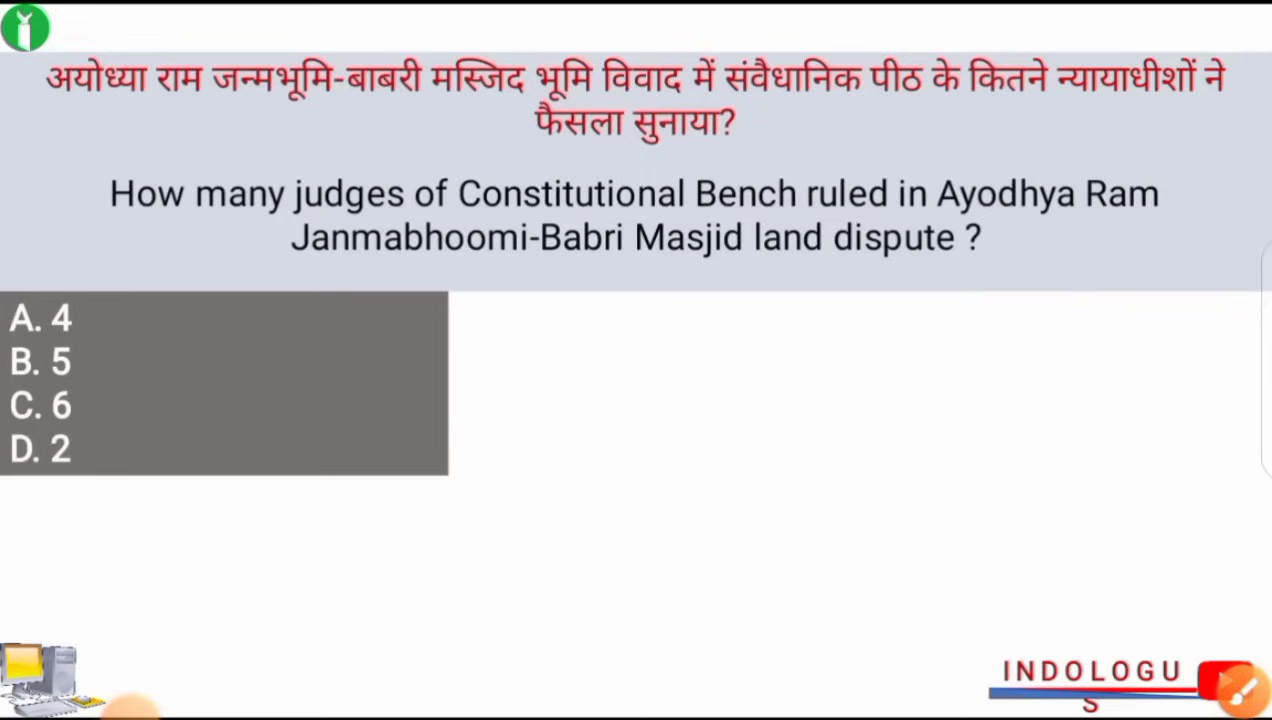 अयोध्या राम जन्मभूमि-बाबरी मस्जिद भूमि विवाद में संवैधानिक पीठ के कितने न्यायाधीशों ने
फैसला सुनाया?
How many judges of Constitutional Bench ruled in Ayodhya Ram
Janmabhoomi-Babri Masjid land dispute ?
A. 4
B. 5
C. 6
D. 2
INDOLOGU
S